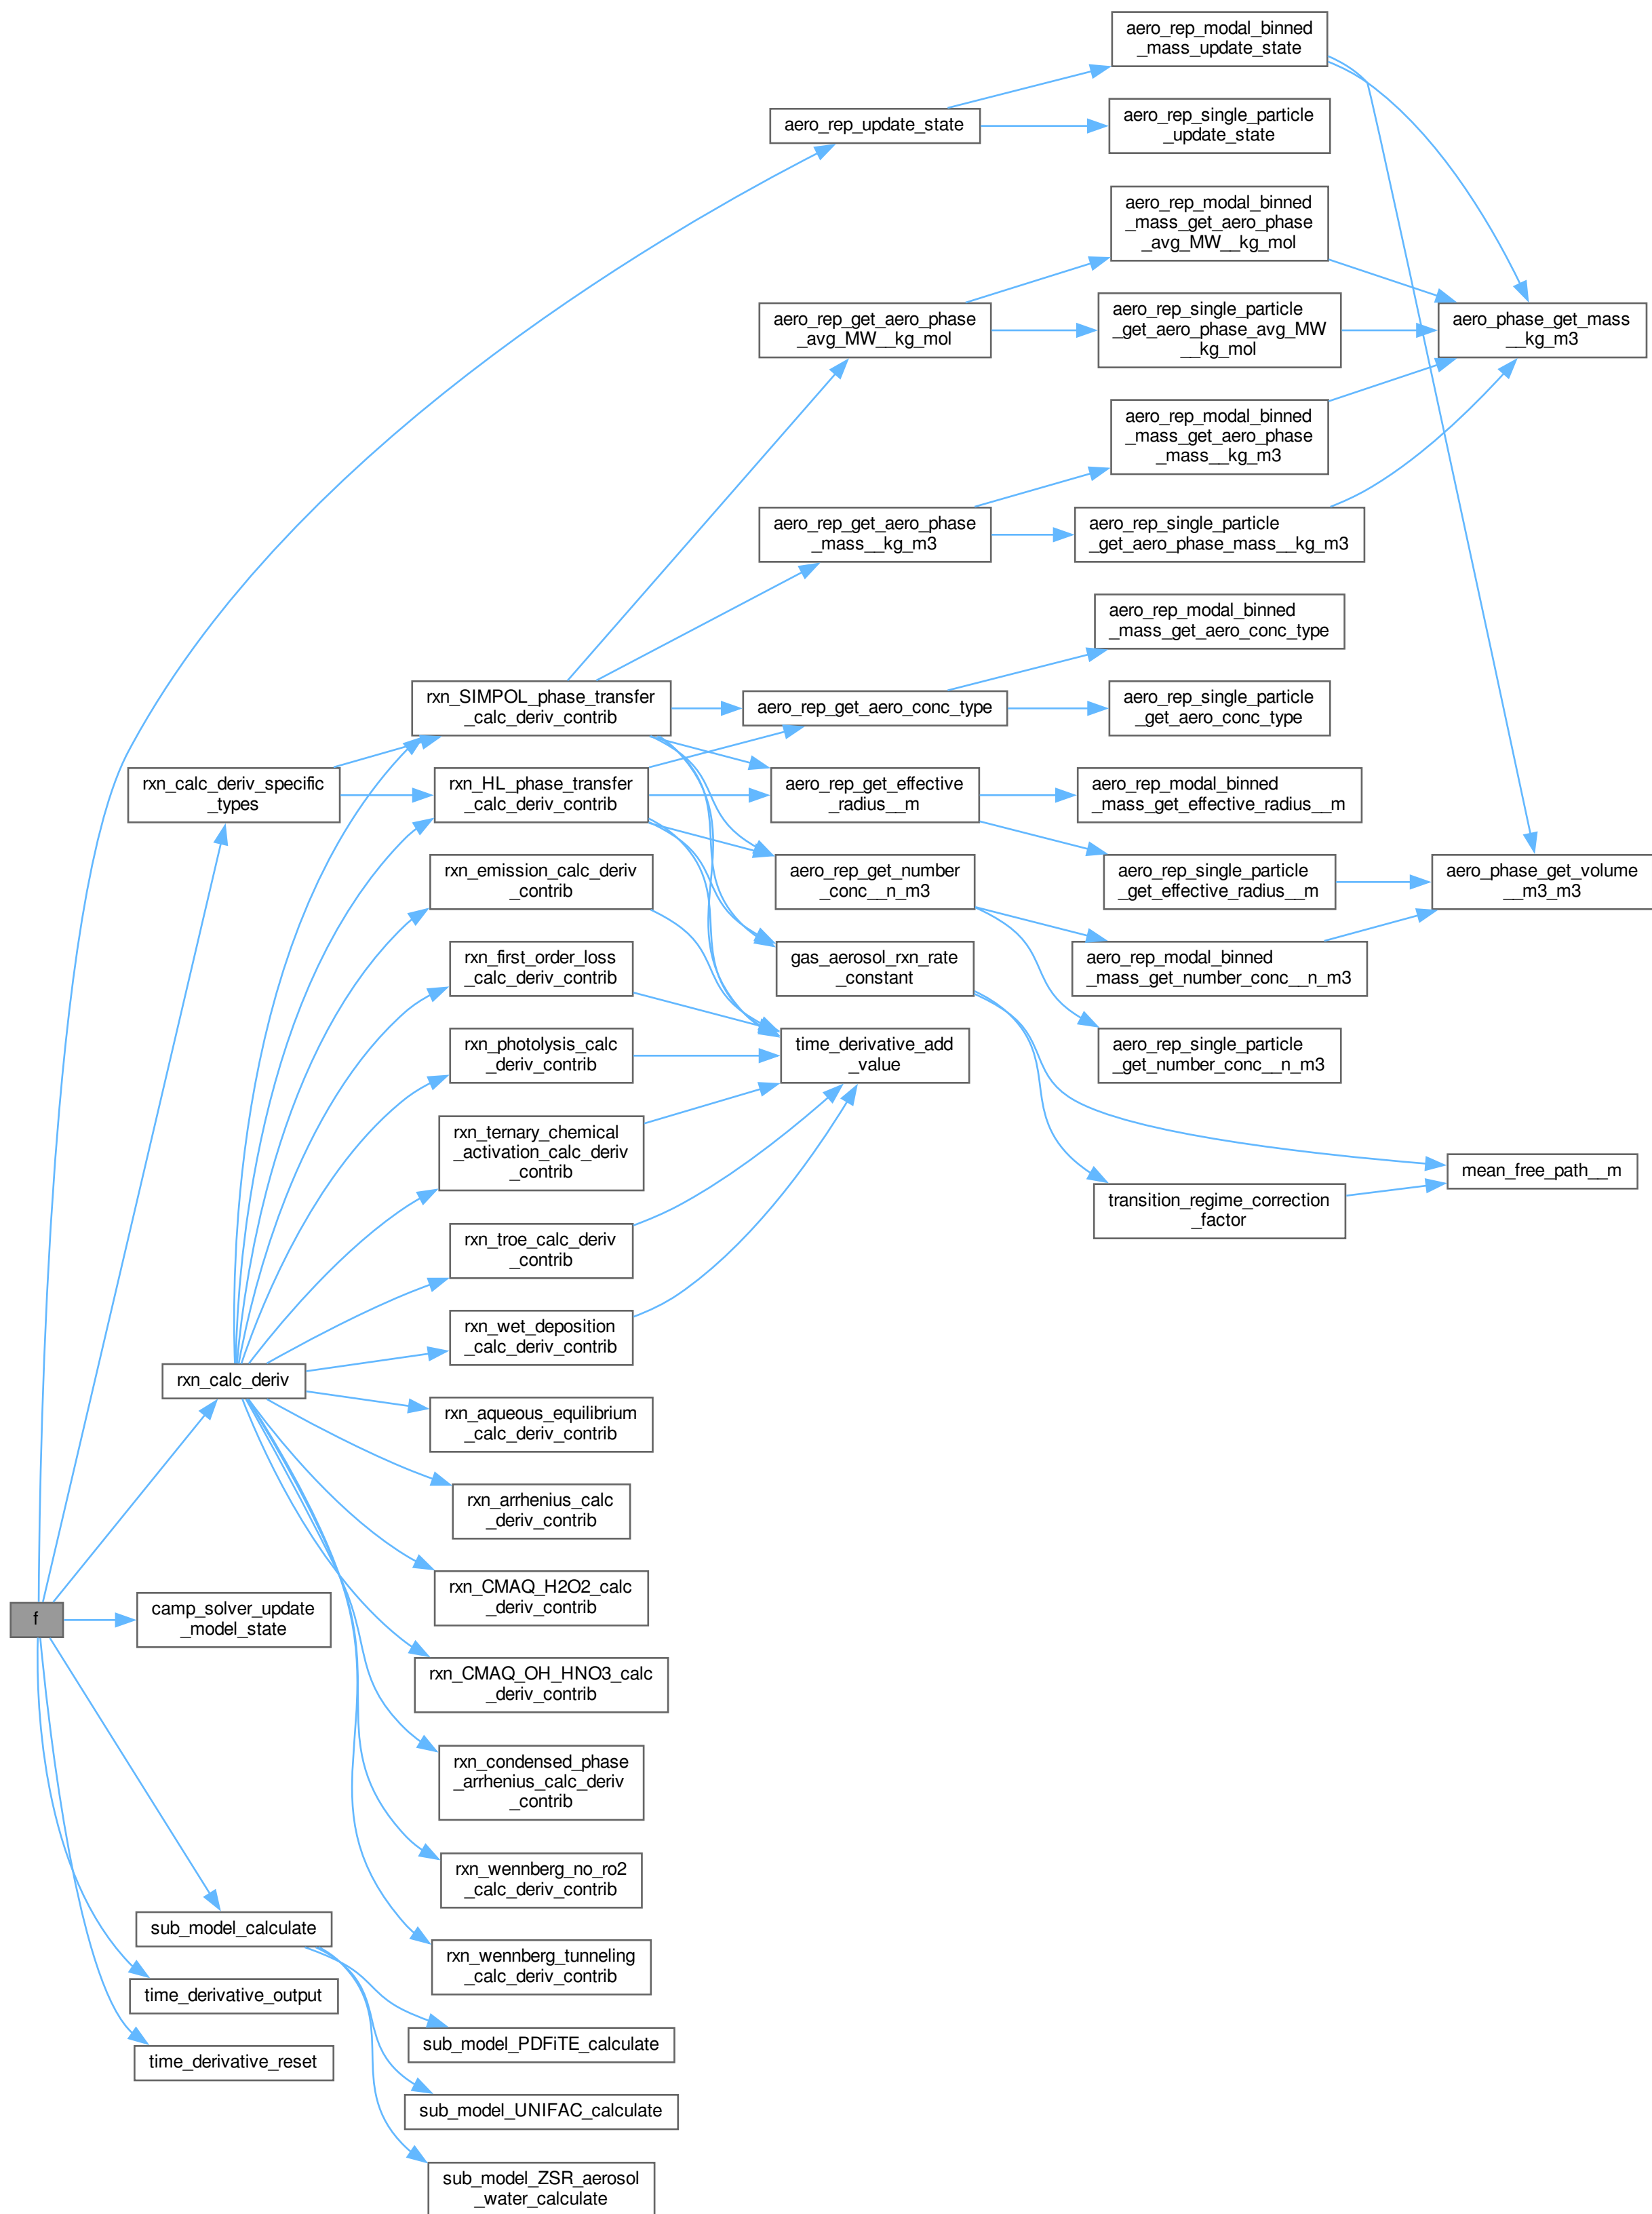 aero_rep_modal_binned
_mass_update_state
aero_rep_update_state
aero_rep_single_particle
_update_state
aero_rep_modal_binned
_mass_get_aero_phase
_avg_MW__kg_mol
aero_rep_get_aero_phase
_avg_MW__kg_mol
aero_rep_single_particle
_get_aero_phase_avg_MW
__kg_mol
aero_phase_get_mass
__kg_m3
aero_rep_modal_binned
_mass_get_aero_phase
_mass__kg_m3
aero_rep_get_aero_phase
_mass__kg_m3
aero_rep_single_particle
_get_aero_phase_mass__kg_m3
aero_rep_modal_binned
_mass_get_aero_conc_type
rxn_SIMPOL_phase_transfer
_calc_deriv_contrib
aero_rep_get_aero_conc_type
aero_rep_single_particle
_get_aero_conc_type
rxn_calc_deriv_specific
_types
rxn_HL_phase_transfer
_calc_deriv_contrib
aero_rep_get_effective
_radius__m
aero_rep_modal_binned
_mass_get_effective_radius__m
rxn_emission_calc_deriv
_contrib
aero_rep_get_number
_conc__n_m3
aero_rep_single_particle
_get_effective_radius__m
aero_phase_get_volume
__m3_m3
rxn_first_order_loss
_calc_deriv_contrib
gas_aerosol_rxn_rate
_constant
aero_rep_modal_binned
_mass_get_number_conc__n_m3
rxn_photolysis_calc
_deriv_contrib
time_derivative_add
_value
aero_rep_single_particle
_get_number_conc__n_m3
rxn_ternary_chemical
_activation_calc_deriv
_contrib
mean_free_path__m
transition_regime_correction
_factor
rxn_troe_calc_deriv
_contrib
rxn_wet_deposition
_calc_deriv_contrib
rxn_calc_deriv
rxn_aqueous_equilibrium
_calc_deriv_contrib
rxn_arrhenius_calc
_deriv_contrib
rxn_CMAQ_H2O2_calc
_deriv_contrib
f
camp_solver_update
_model_state
rxn_CMAQ_OH_HNO3_calc
_deriv_contrib
rxn_condensed_phase
_arrhenius_calc_deriv
_contrib
rxn_wennberg_no_ro2
_calc_deriv_contrib
sub_model_calculate
rxn_wennberg_tunneling
_calc_deriv_contrib
time_derivative_output
sub_model_PDFiTE_calculate
time_derivative_reset
sub_model_UNIFAC_calculate
sub_model_ZSR_aerosol
_water_calculate